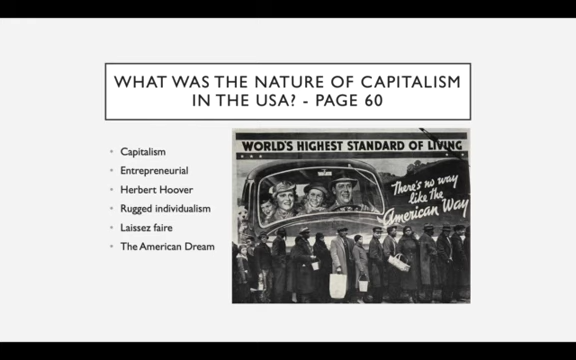 WHAT WAS THE NATURE OF CAPITALISM
IN THE USA? - PAGE 60
• Capitalism
• Entrepreneurial
• Herbert Hoover
• Rugged individualism
• Laissez faire
• The American Dream
WORLD'S HIGHEST STANDARD OF LIVING
There's no way
like the
American Way